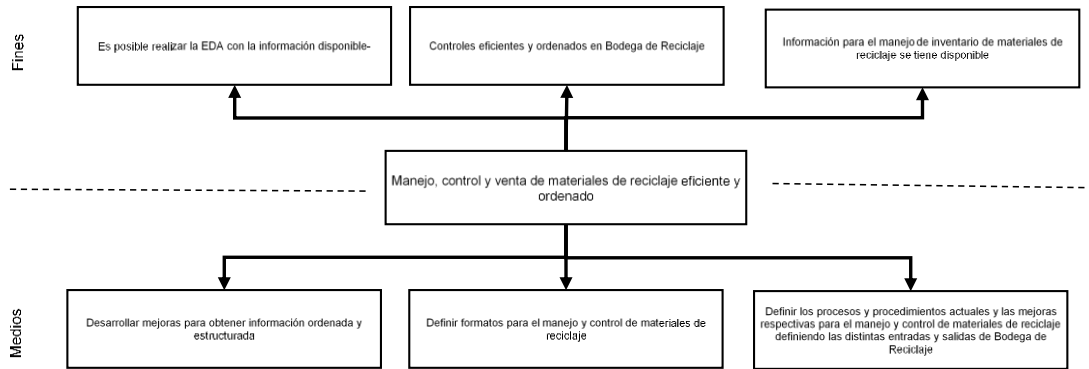 Fines
Es posible realizar la EDA con la información disponible-
Controles eficientes y ordenados en Bodega de Reciclaje
Información para el manejo de inventario de materiales de
reciclaje se tiene disponible
Manejo, control y venta de materiales de reciclaje eficiente y
ordenado
Medios
Desarrollar mejoras para obtener información ordenada y
estructurada
Definir formatos para el manejo y control de materiales de
reciclaje
Definir los procesos y procedimientos actuales y las mejoras
respectivas para el manejo y control de materiales de reciclaje
definiendo las distintas entradas y salidas de Bodega de
Reciclaje